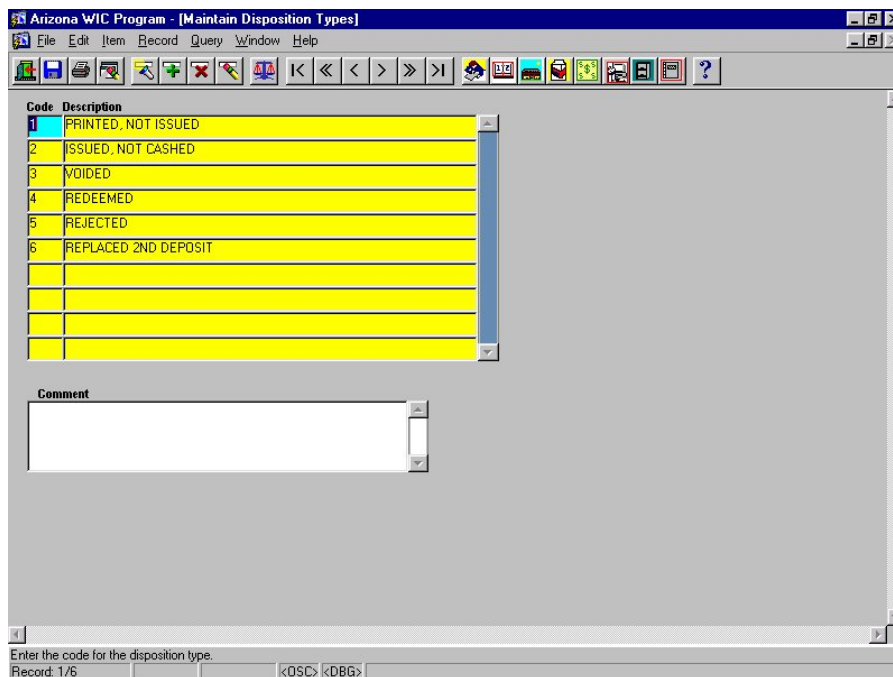 Arizona WIC Program - [Maintain Disposition Types]
File Edit Item Record Query Window Help
Code Description
1 PRINTED, NOT ISSUED
2 ISSUED, NOT CASHED
3 VOIDED
4 REDEEMED
5 REJECTED
6 REPLACED 2ND DEPOSIT
Comment
Enter the code for the disposition type.
Record: 1/6 <OSC> <DBG>